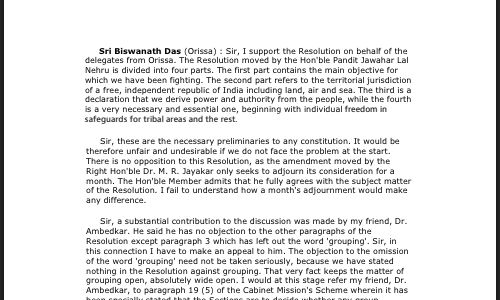 Sri Biswanath Das (Orissa) : Sir, I support the Resolution on behalf of the
delegates from Orissa. The Resolution moved by the Hon'ble Pandit Jawahar Lal
Nehru is divided into four parts. The first part contains the main objective for
which we have been fighting. The second part refers to the territorial jurisdiction
of a free, independent republic of India including land, air and sea. The third is a
declaration that we derive power and authority from the people, while the fourth
is a very necessary and essential one, beginning with individual freedom in
safeguards for tribal areas and the rest.
Sir, these are the necessary preliminaries to any constitution. It would be
therefore unfair and undesirable if we do not face the problem at the start.
There is no opposition to this Resolution, as the amendment moved by the
Right Hon'ble Dr. M. R. Jayakar only seeks to adjourn its consideration for a
month. The Hon'ble Member admits that he fully agrees with the subject matter
of the Resolution. I fail to understand how a month's adjournment would make
any difference.
Sir, a substantial contribution to the discussion was made by my friend, Dr.
Ambedkar. He said he has no objection to the other paragraphs of the
Resolution except paragraph 3 which has left out the word 'grouping'. Sir, in
this connection I have to make an appeal to him. The objection to the omission
of the word 'grouping' need not be taken seriously, because we have stated
nothing in the Resolution against grouping. That very fact keeps the matter of
grouping open, absolutely wide open. I would at this stage refer my friend, Dr.
Ambedkar, to paragraph 19 (5) of the Cabinet Mission's Scheme wherein it has
been specially stated that the Sections are to decide whether any group